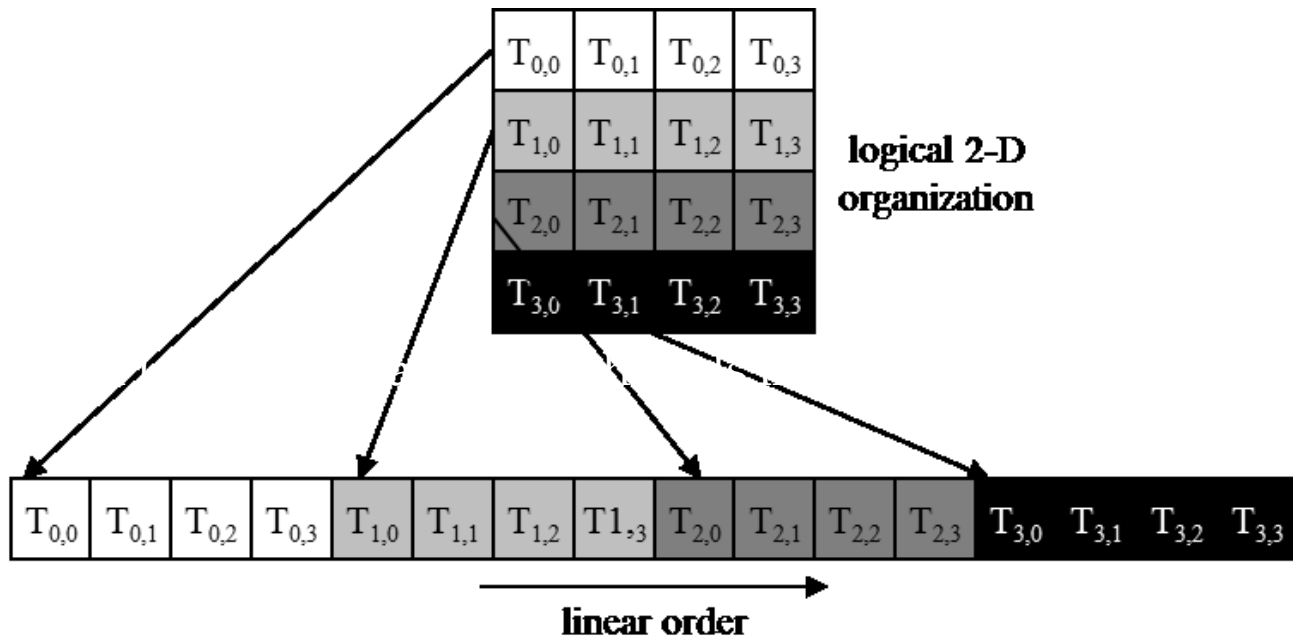 T0,0 T0,1 T0,2 T0,3
T1,0 T1,1 T1,2 T1,3
logical 2-D
organization
T2,0 T2,1 T2,2 T2,3
T3,0 T3,1 T3,2 T3,3
T0,0 T0,1 T0,2 T0,3 T1,0 T1,1 T1,2 T1,3 T2,0 T2,1 T2,2 T2,3 T3,0 T3,1 T3,2 T3,3
linear order